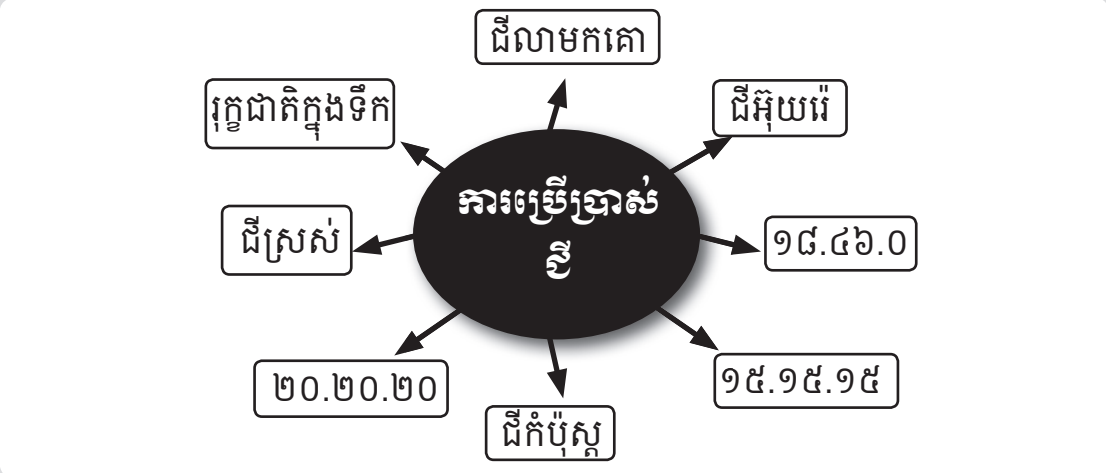 ជីលាមកគោ
រុក្ខជាតិក្នុងទឹក
ជីអ៊ុយរ៉េ
ការប្រើប្រាស់
ជី
ជីស្រស់
១៨.៤៦.០
២០.២០.២០
១៥.១៥.១៥
ជីកំប៉ុស្ត